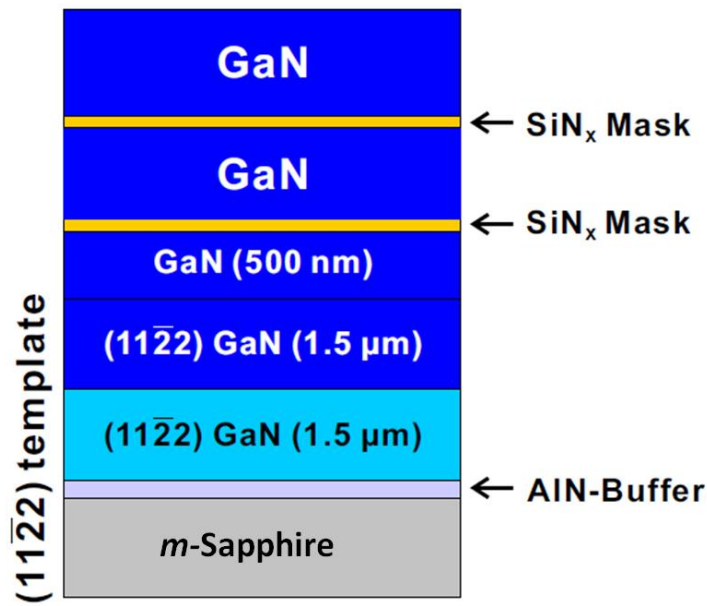 GaN
SiNₓ Mask
GaN
SiNₓ Mask
GaN (500 nm)
(112̅2) GaN (1.5 µm)
(112̅2) GaN (1.5 µm)
AlN-Buffer
m-Sapphire
(112̅2) template